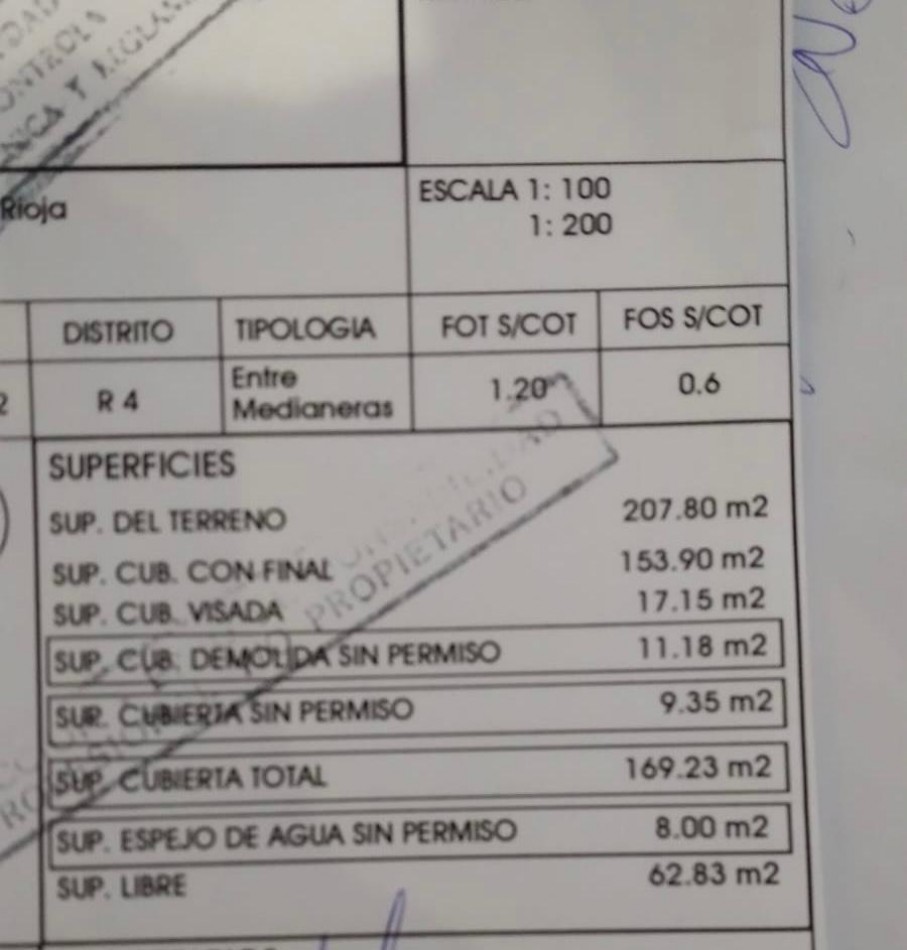 Rioja
ESCALA 1: 100
1: 200
DISTRITO TIPOLOGIA FOT S/COT FOS S/COT
2 R 4 Entre Medianeras 1.20 0.6
SUPERFICIES
SUP. DEL TERRENO 207.80 m2
SUP. CUB. CON FINAL 153.90 m2
SUP. CUB. VISADA 17.15 m2
SUP. CUB. DEMOLIDA SIN PERMISO 11.18 m2
SUP. CUBIERTA SIN PERMISO 9.35 m2
SUP. CUBIERTA TOTAL 169.23 m2
SUP. ESPEJO DE AGUA SIN PERMISO 8.00 m2
SUP. LIBRE 62.83 m2
PROPIETARIO